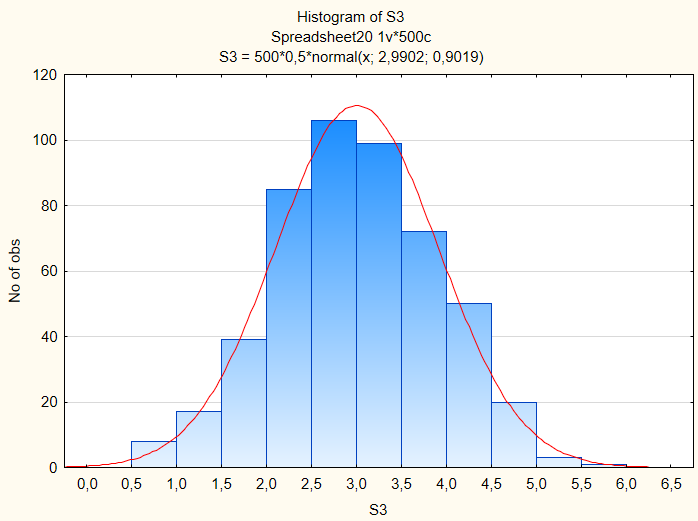 Histogram of S3
Spreadsheet20 1v*500c
S3 = 500*0,5*normal(x; 2,9902; 0,9019)
120
100
80
60
40
20
0
No of obs
0,0 0,5 1,0 1,5 2,0 2,5 3,0 3,5 4,0 4,5 5,0 5,5 6,0 6,5
S3